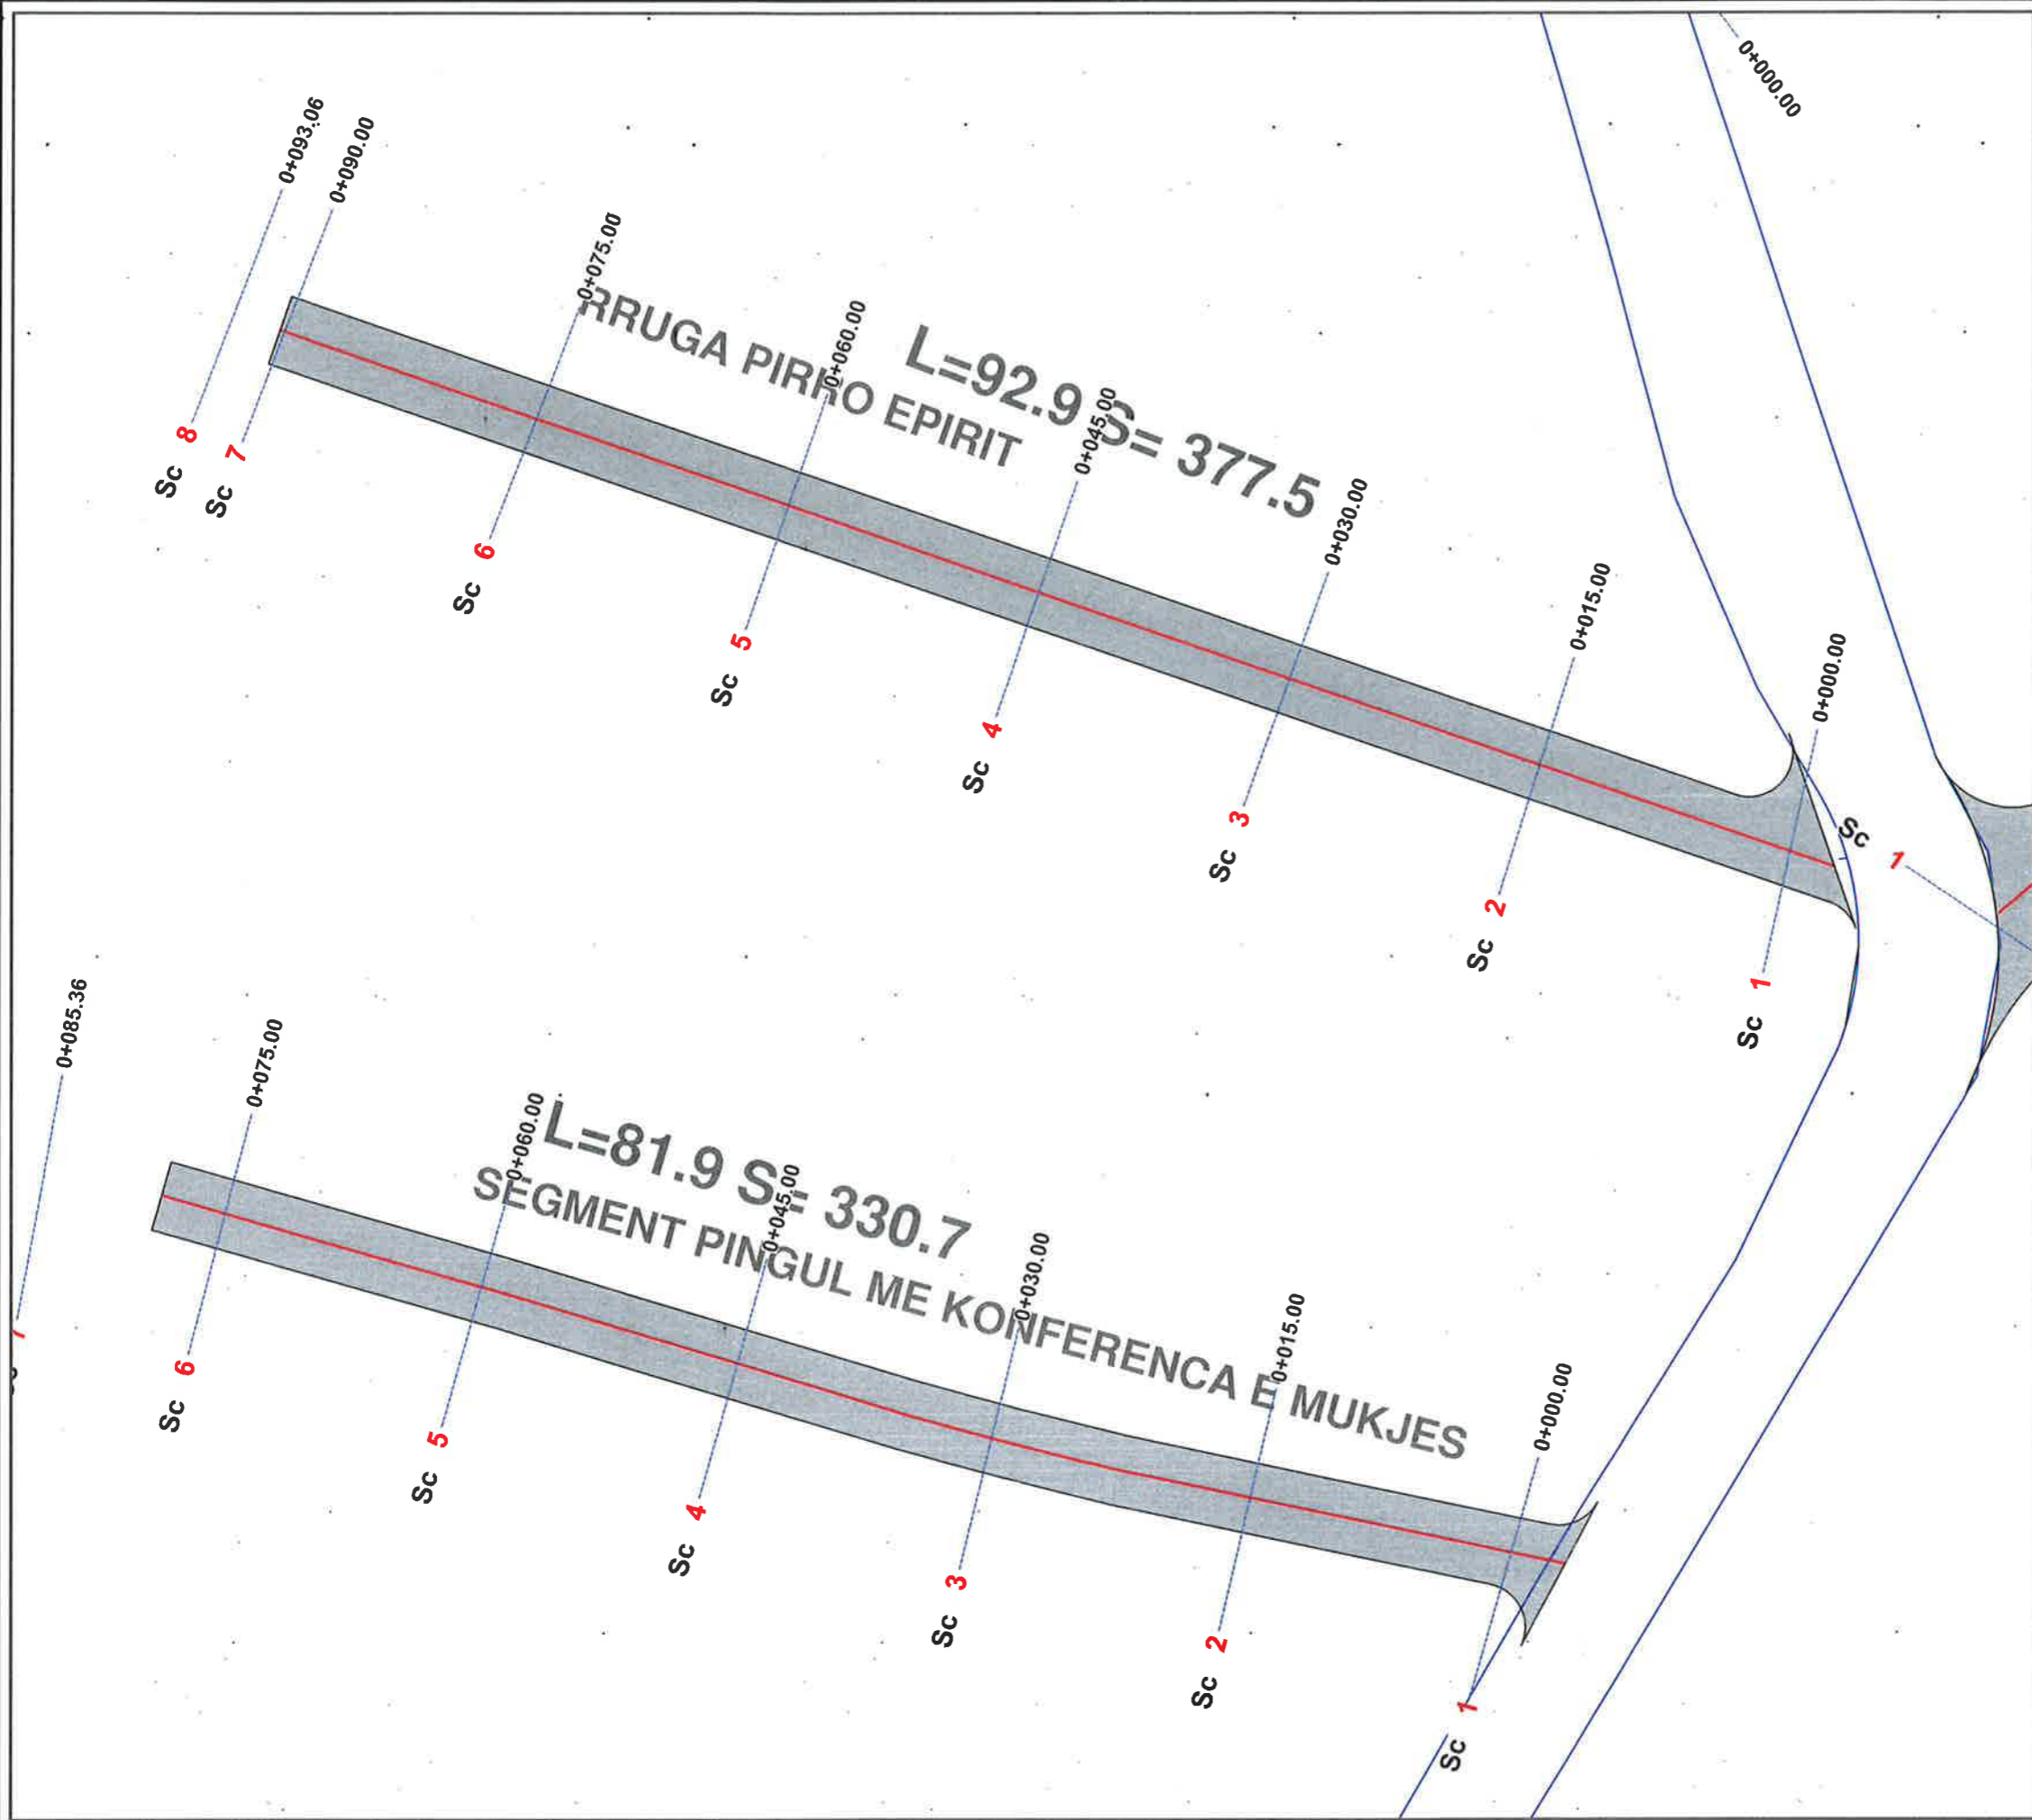 0+000.00
0+093.06
0+090.00
0+075.00
0+060.00
0+045.00
0+030.00
0+015.00
0+000.00
L=92.9 S= 377.5
RRUGA PIRRO EPIRIT
Sc 8
Sc 7
Sc 6
Sc 5
Sc 4
Sc 3
Sc 2
Sc 1
Sc 1
0+085.36
0+075.00
0+060.00
0+045.00
0+030.00
0+015.00
0+000.00
L=81.9 S= 330.7
SEGMENT PINGUL ME KONFERENCA E MUKJES
Sc 6
Sc 5
Sc 4
Sc 3
Sc 2
Sc 1